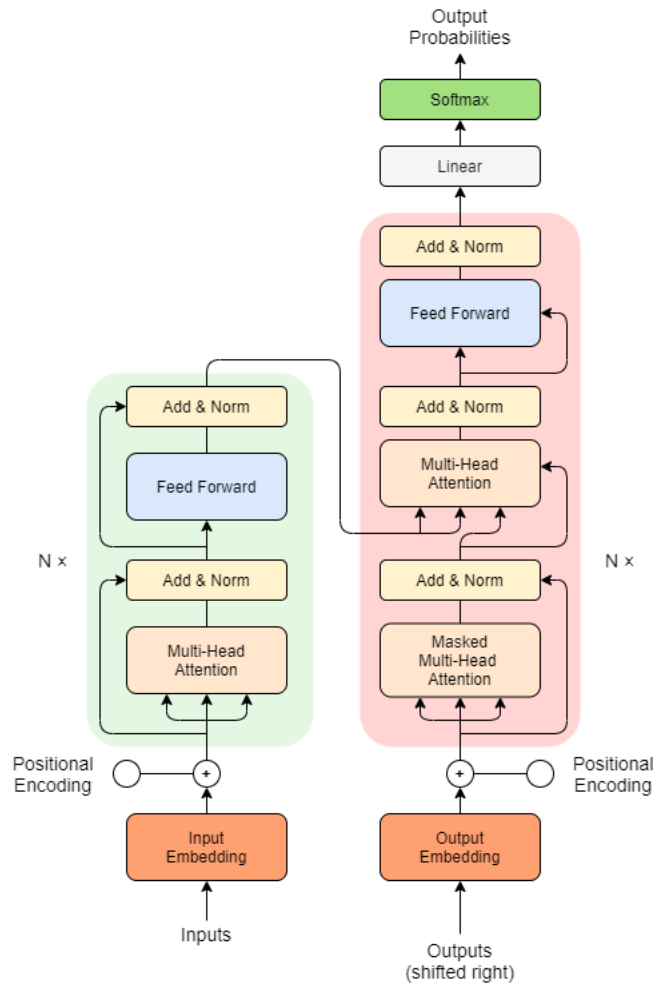 Output
Probabilities
Softmax
Linear
Add & Norm
Feed Forward
Add & Norm
Multi-Head
Attention
Add & Norm
Masked
Multi-Head
Attention
N ×
Positional
Encoding
Output
Embedding
Outputs
(shifted right)
Add & Norm
Feed Forward
Add & Norm
Multi-Head
Attention
N ×
Positional
Encoding
+
+
Input
Embedding
Inputs